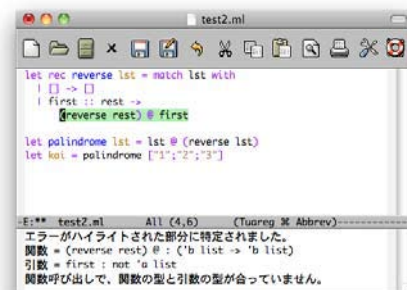 test2.ml
let rec reverse lst = match lst with
| [] -> []
| first :: rest ->
(reverse rest) @ first
let palindrome lst = lst @ (reverse lst)
let kai = palindrome ["1";"2";"3"]
-E:** test2.ml All (4,6) (Tuareg ⌘ Abbrev)----------
エラーがハイライトされた部分に特定されました。
関数 = (reverse rest) @ : ('b list -> 'b list)
引数 = first : not 'a list
関数呼び出しで、関数の型と引数の型が合っていません。